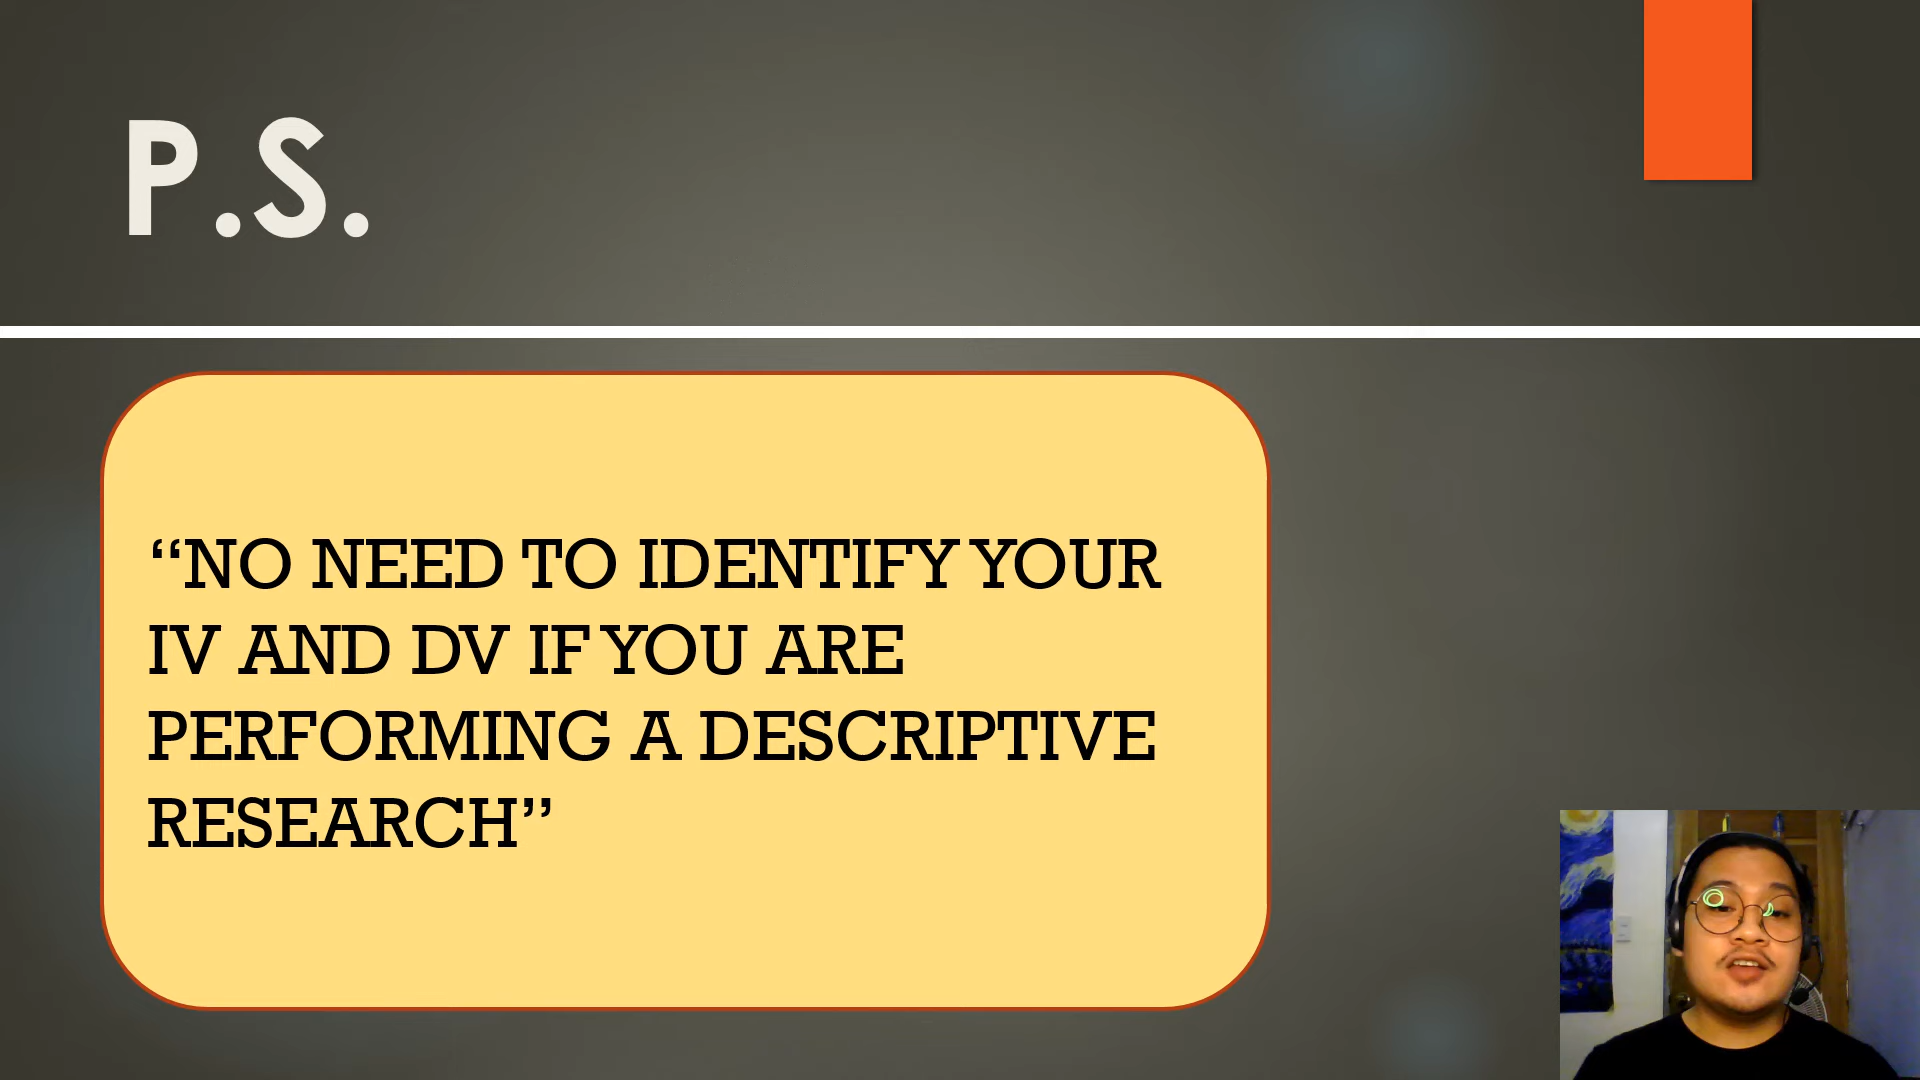 P.S.
“NO NEED TO IDENTIFY YOUR
IV AND DV IF YOU ARE
PERFORMING A DESCRIPTIVE
RESEARCH”